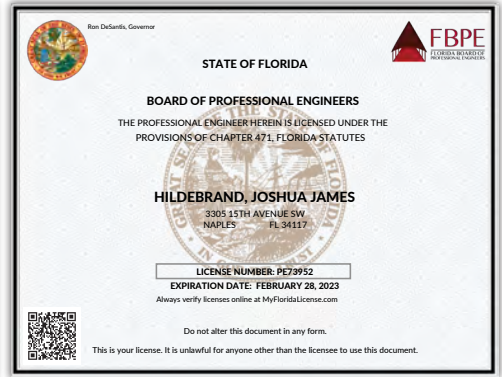 Ron DeSantis, Governor
FBPE
FLORIDA BOARD OF
PROFESSIONAL ENGINEERS
STATE OF FLORIDA
BOARD OF PROFESSIONAL ENGINEERS
THE PROFESSIONAL ENGINEER HEREIN IS LICENSED UNDER THE
PROVISIONS OF CHAPTER 471, FLORIDA STATUTES
HILDEBRAND, JOSHUA JAMES
3305 15TH AVENUE SW
NAPLES FL 34117
LICENSE NUMBER: PE73952
EXPIRATION DATE: FEBRUARY 28, 2023
Always verify licenses online at MyFloridaLicense.com
Do not alter this document in any form.
This is your license. It is unlawful for anyone other than the licensee to use this document.